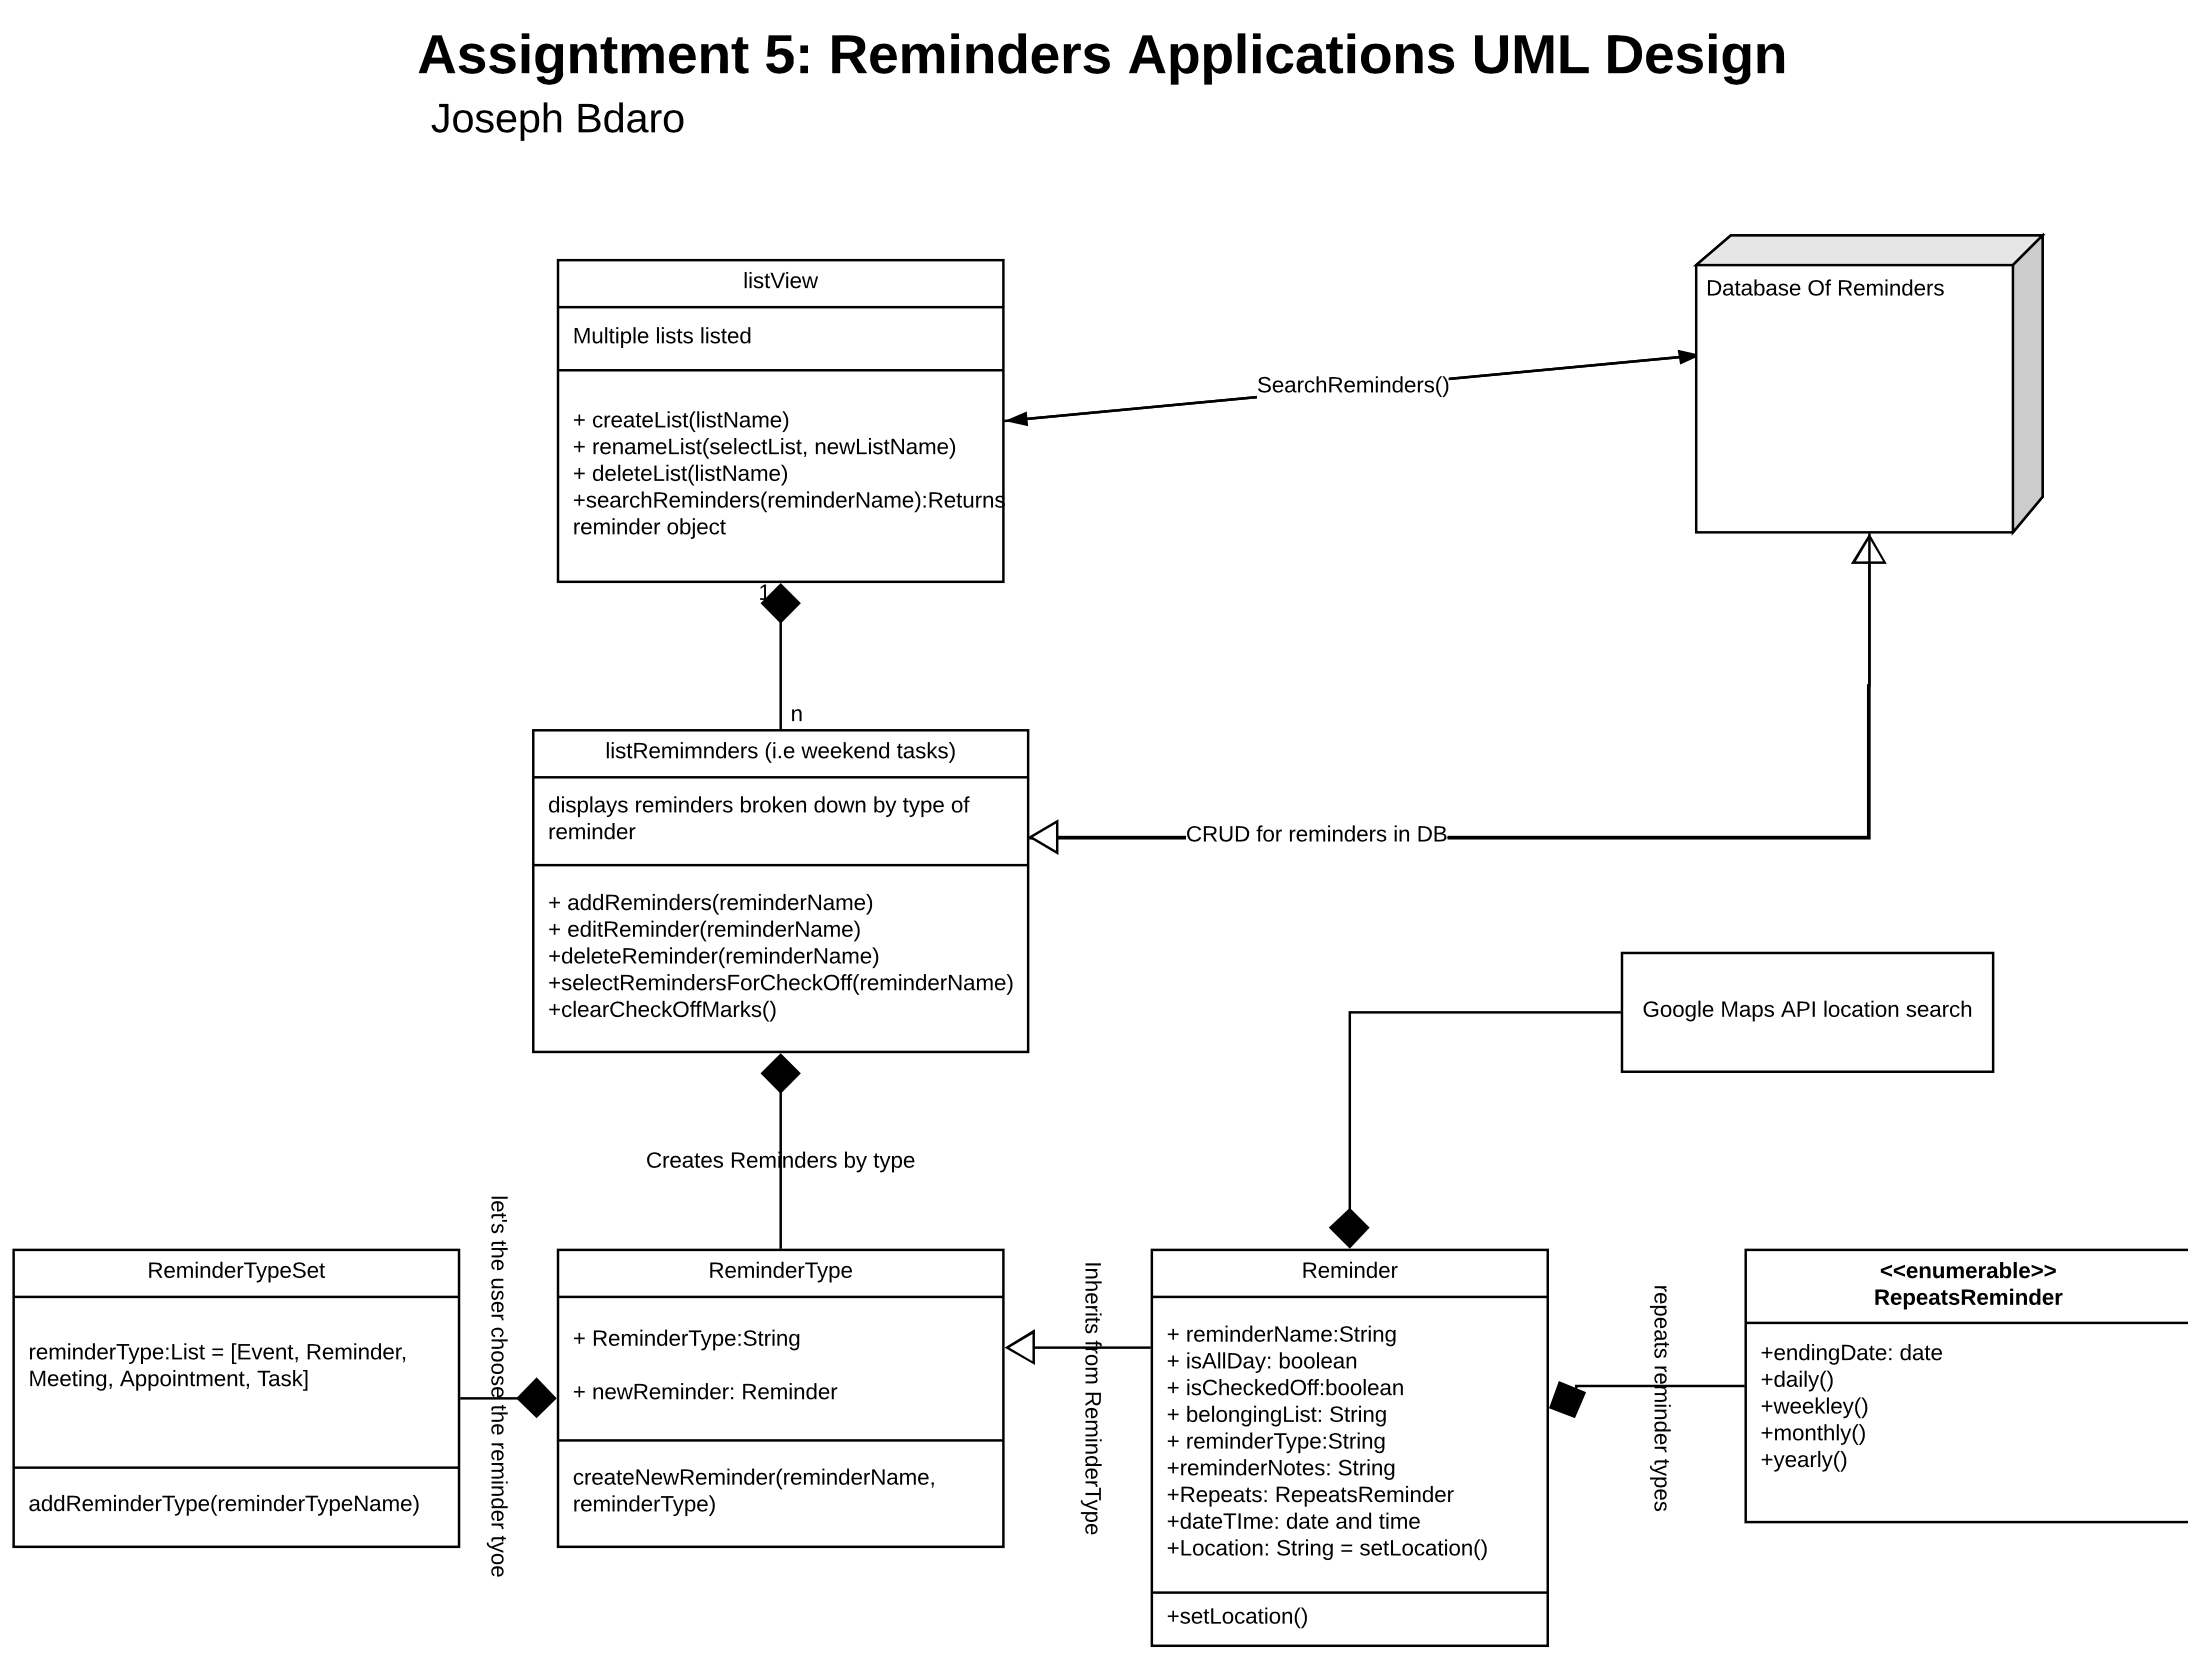 Assigntment 5: Reminders Applications UML Design
Joseph Bdaro
listView
Multiple lists listed
+ createList(listName)
+ renameList(selectList, newListName)
+ deleteList(listName)
+searchReminders(reminderName):Returns
reminder object
SearchReminders()
Database Of Reminders
1
n
listRemimnders (i.e weekend tasks)
displays reminders broken down by type of
reminder
+ addReminders(reminderName)
+ editReminder(reminderName)
+deleteReminder(reminderName)
+selectRemindersForCheckOff(reminderName)
+clearCheckOffMarks()
CRUD for reminders in DB
Google Maps API location search
Creates Reminders by type
ReminderTypeSet
reminderType:List = [Event, Reminder,
Meeting, Appointment, Task]
addReminderType(reminderTypeName)
let's the user choose the reminder tyoe
ReminderType
+ ReminderType:String
+ newReminder: Reminder
createNewReminder(reminderName,
reminderType)
Inherits from ReminderType
Reminder
+ reminderName:String
+ isAllDay: boolean
+ isCheckedOff:boolean
+ belongingList: String
+ reminderType:String
+reminderNotes: String
+Repeats: RepeatsReminder
+dateTIme: date and time
+Location: String = setLocation()
+setLocation()
repeats reminder types
<<enumerable>>
RepeatsReminder
+endingDate: date
+daily()
+weekley()
+monthly()
+yearly()